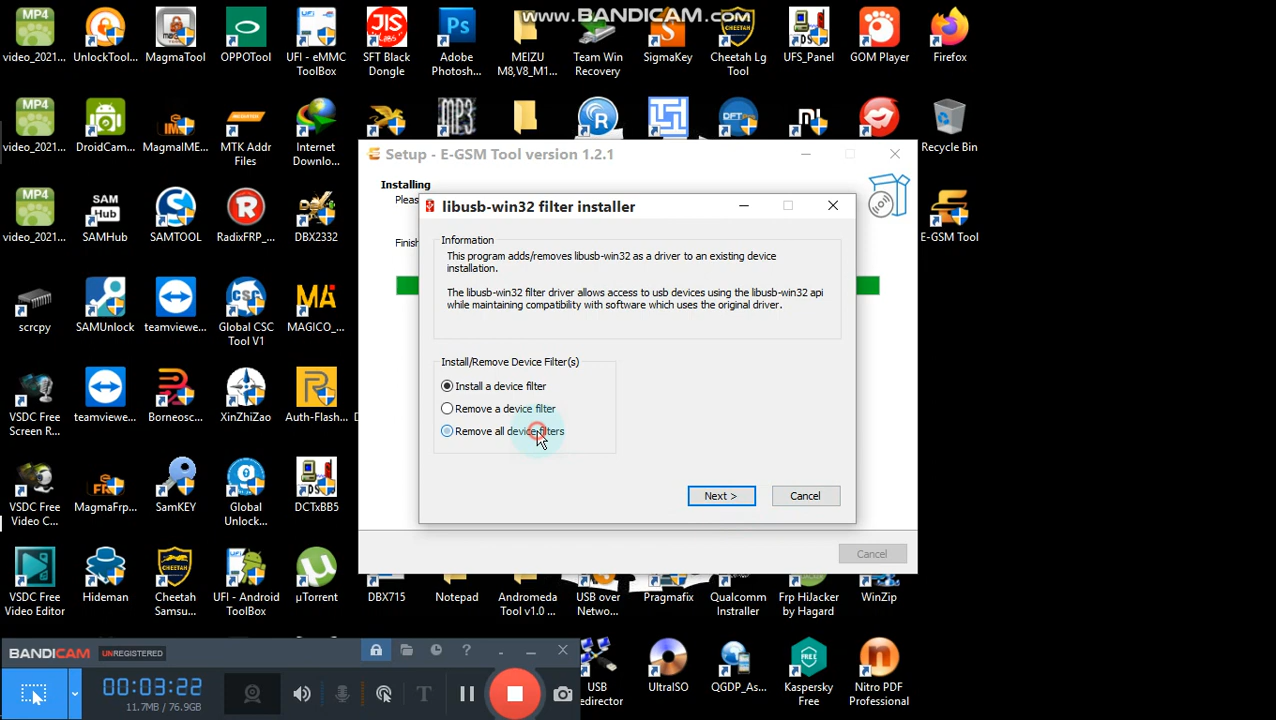 www.BANDICAM.com
video_2021...
UnlockTool...
MagmaTool
OPPOTool
UFI - eMMC
ToolBox
SFT Black
Dongle
Adobe
Photosh...
MEIZU
M8,V8_M1...
Team Win
Recovery
SigmaKey
Cheetah Lg
Tool
UFS_Panel
GOM Player
Firefox
video_2021...
DroidCam...
MagmaIME...
MTK Addr
Files
Internet
Downlo...
Recycle Bin
video_2021...
SAMHub
SAMTOOL
RadixFRP_...
DBX2332
E-GSM Tool
scrcpy
SAMUnlock
teamviewe...
Global CSC
Tool V1
MAGICO_...
VSDC Free
Screen R...
teamviewe...
Borneosc...
XinZhiZao
Auth-Flash...
VSDC Free
Video C...
MagmaFrp...
SamKEY
Global
Unlock...
DCTxBB5
VSDC Free
Video Editor
Hideman
Cheetah
Samsu...
UFI - Android
ToolBox
µTorrent
DBX715
Notepad
Andromeda
Tool v1.0 ...
USB over
Netwo...
Pragmafix
Qualcomm
Installer
Frp HiJacker
by Hagard
WinZip
USB
Redirector
UltraISO
QGDP_As...
Kaspersky
Free
Nitro PDF
Professional
Setup - E-GSM Tool version 1.2.1
Installing
Pleas
Finish
Cancel
libusb-win32 filter installer
Information
This program adds/removes libusb-win32 as a driver to an existing device
installation.
The libusb-win32 filter driver allows access to usb devices using the libusb-win32 api
while maintaining compatibility with software which uses the original driver.
Install/Remove Device Filter(s)
Install a device filter
Remove a device filter
Remove all device filters
Next >
Cancel
BANDICAM UNREGISTERED
00:03:22
11.7MB / 76.9GB